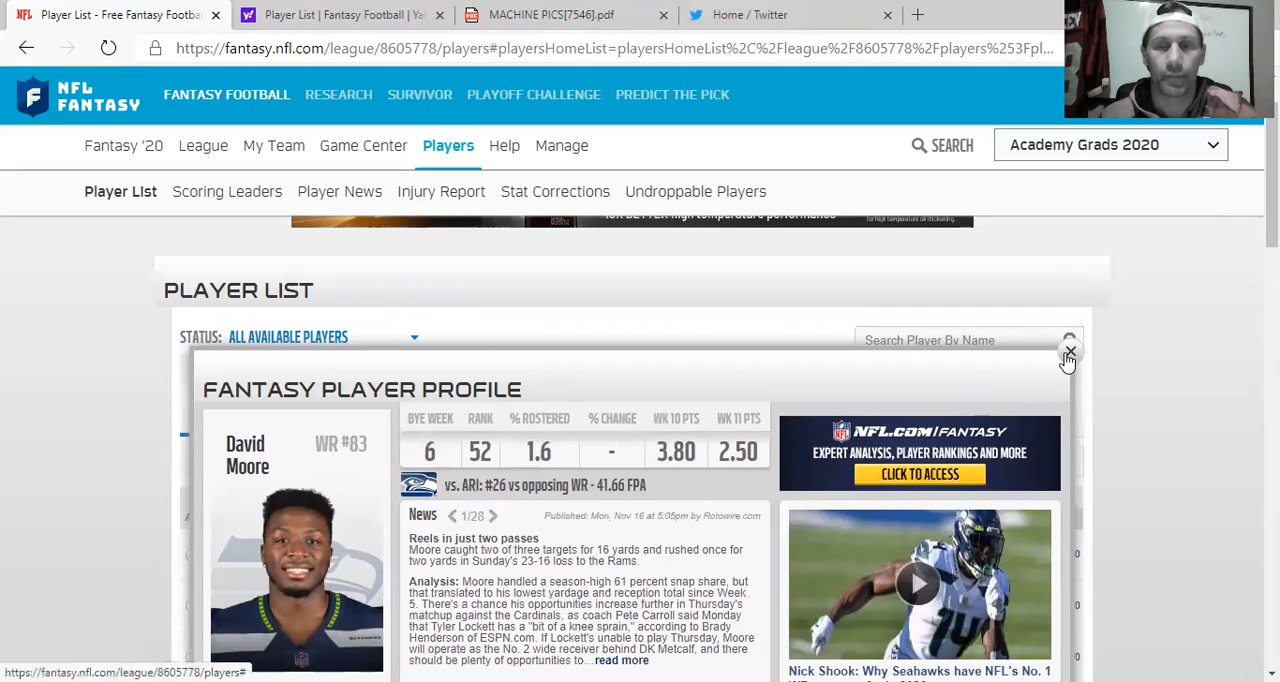 Player List - Free Fantasy Footba
Player List | Fantasy Football | Ya
MACHINE PICS[7546].pdf
Home / Twitter
https://fantasy.nfl.com/league/8605778/players#playersHomeList=playersHomeList%2C%2Fleague%2F8605778%2Fplayers%253Fpl...
NFL FANTASY
FANTASY FOOTBALL RESEARCH SURVIVOR PLAYOFF CHALLENGE PREDICT THE PICK
Fantasy '20 League My Team Game Center Players Help Manage
SEARCH
Academy Grads 2020
Player List Scoring Leaders Player News Injury Report Stat Corrections Undroppable Players
PLAYER LIST
STATUS: ALL AVAILABLE PLAYERS
Search Player By Name
FANTASY PLAYER PROFILE
David
Moore
WR #83
BYE WEEK RANK % ROSTERED % CHANGE WK 10 PTS WK 11 PTS
6 52 1.6 - 3.80 2.50
vs. ARI: #26 vs opposing WR - 41.66 FPA
NFL.COM/FANTASY
EXPERT ANALYSIS, PLAYER RANKINGS AND MORE
CLICK TO ACCESS
News 1/28 Published: Mon, Nov 16 at 5:05pm by Rotowire.com
Reels in just two passes
Moore caught two of three targets for 16 yards and rushed once for
two yards in Sunday's 23-16 loss to the Rams.
Analysis: Moore handled a season-high 61 percent snap share, but
that translated to his lowest yardage and reception total since Week
5. There's a chance his opportunities increase further in Thursday's
matchup against the Cardinals, as coach Pete Carroll said Monday
that Tyler Lockett has a "bit of a knee sprain," according to Brady
Henderson of ESPN.com. If Lockett's unable to play Thursday, Moore
will operate as the No. 2 wide receiver behind DK Metcalf, and there
should be plenty of opportunities to...read more
Nick Shook: Why Seahawks have NFL's No. 1
https://fantasy.nfl.com/league/8605778/players#